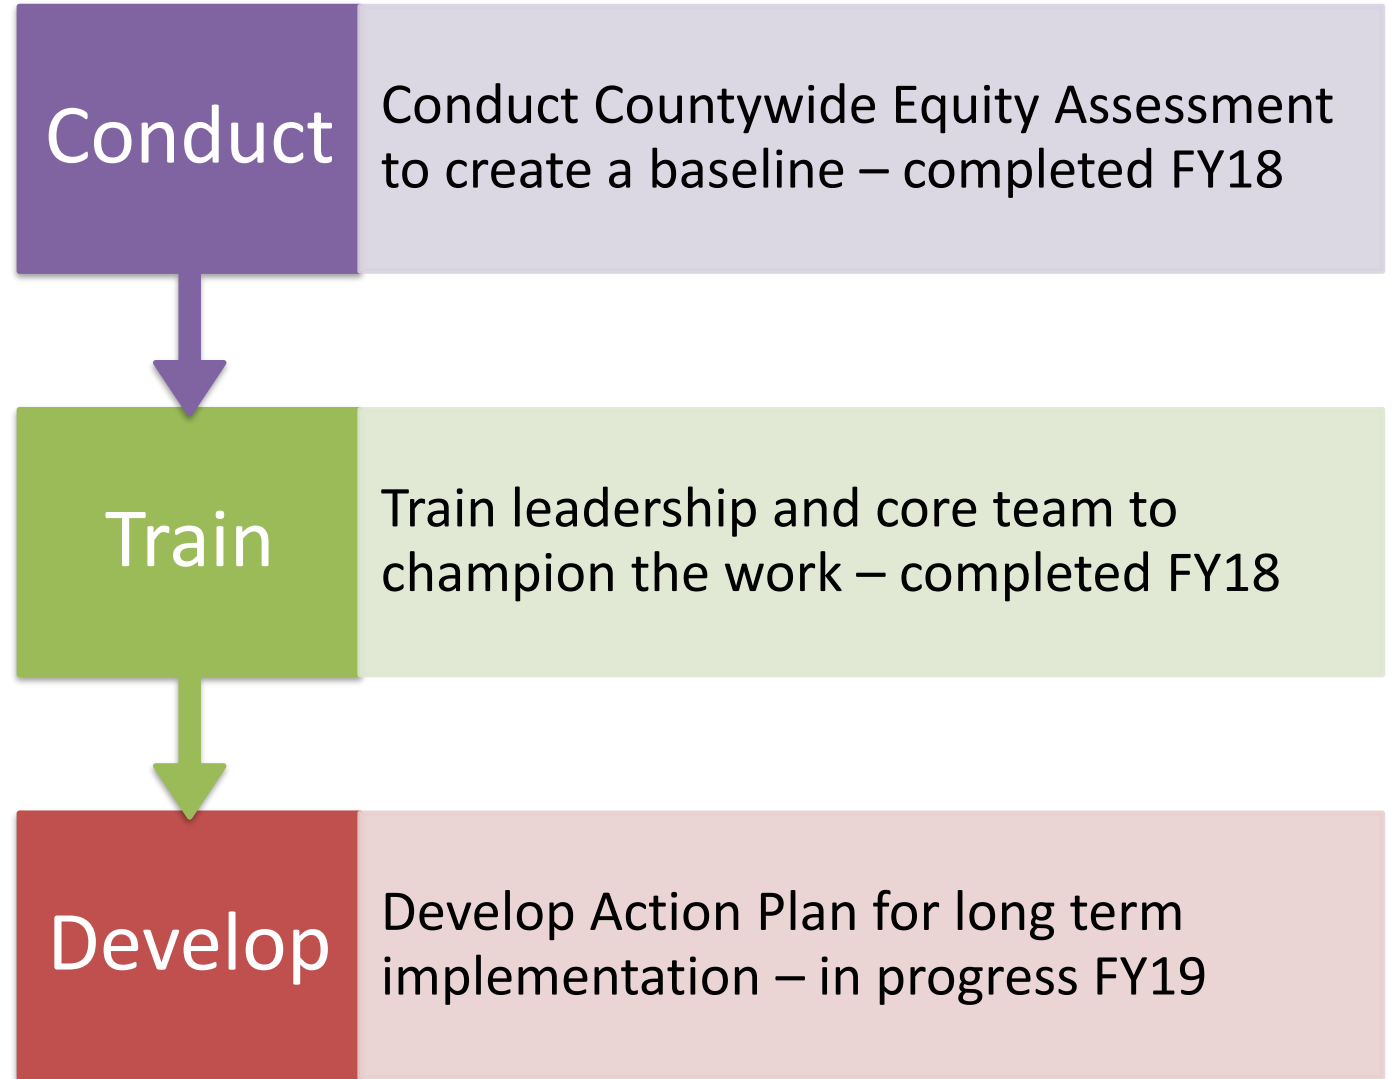 Conduct
Conduct Countywide Equity Assessment
to create a baseline – completed FY18
Train
Train leadership and core team to
champion the work – completed FY18
Develop
Develop Action Plan for long term
implementation – in progress FY19